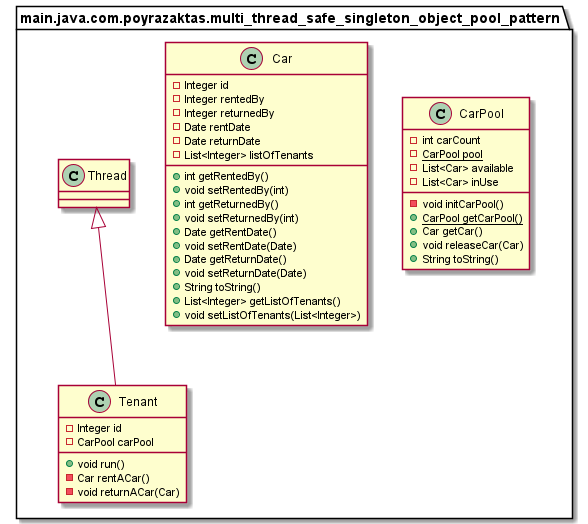 main.java.com.poyrazaktas.multi_thread_safe_singleton_object_pool_pattern
C Thread
C Car
Integer id
Integer rentedBy
Integer returnedBy
Date rentDate
Date returnDate
List<Integer> listOfTenants
int getRentedBy()
void setRentedBy(int)
int getReturnedBy()
void setReturnedBy(int)
Date getRentDate()
void setRentDate(Date)
Date getReturnDate()
void setReturnDate(Date)
String toString()
List<Integer> getListOfTenants()
void setListOfTenants(List<Integer>)
C CarPool
int carCount
CarPool pool
List<Car> available
List<Car> inUse
void initCarPool()
CarPool getCarPool()
Car getCar()
void releaseCar(Car)
String toString()
C Tenant
Integer id
CarPool carPool
void run()
Car rentACar()
void returnACar(Car)